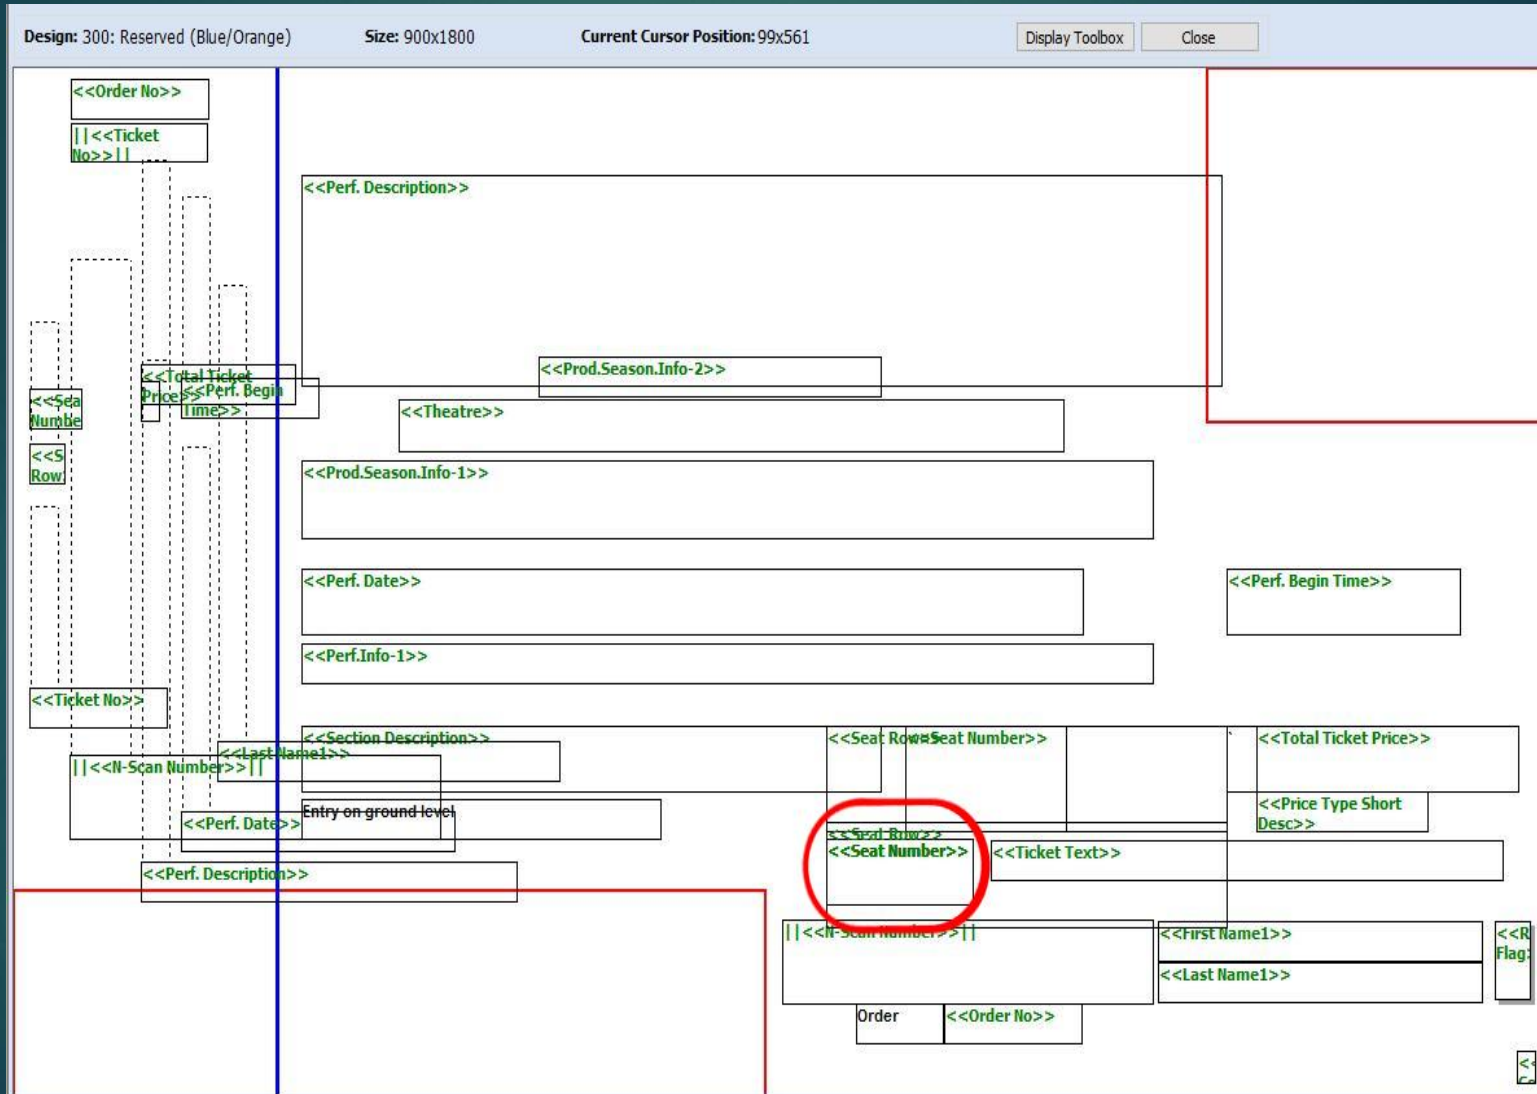 Design: 300: Reserved (Blue/Orange) Size: 900x1800 Current Cursor Position: 99x561 Display Toolbox Close
<<Order No>>
||<<Ticket
No>>||
<<Perf. Description>>
<<Prod.Season.Info-2>>
<<Total Ticket
Price>>
<<Perf. Begin
Time>>
<<Sea
Numbe
<<Theatre>>
<<S
Row:
<<Prod.Season.Info-1>>
<<Perf. Date>>
<<Perf. Begin Time>>
<<Perf.Info-1>>
<<Ticket No>>
<<Section Description>>
<<Seat Row
<<Seat Number>>
<<Total Ticket Price>>
<<Last Name1>>
||<<N-Scan Number>>||
Entry on ground level
<<Price Type Short
Desc>>
<<Perf. Date>>
<<Seat Row>>
<<Seat Number>>
<<Ticket Text>>
<<Perf. Description>>
||<<N-Scan Number>>||
<<First Name1>>
<<R
Flag:
<<Last Name1>>
Order
<<Order No>>